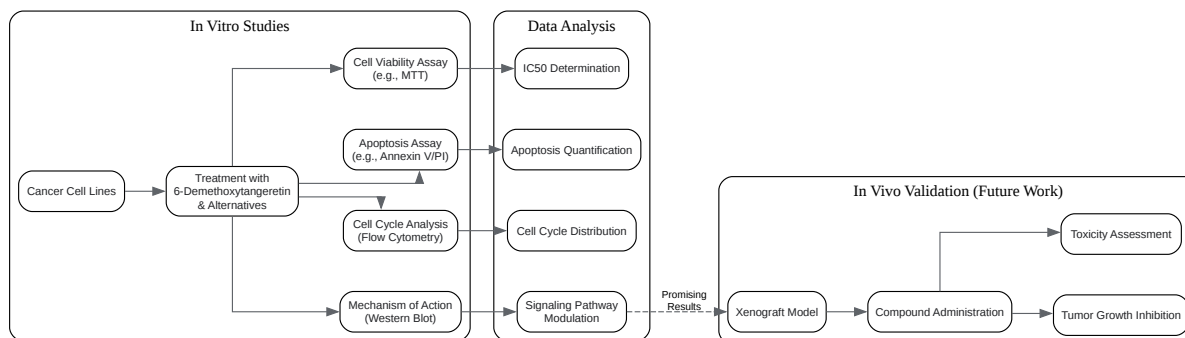 In Vitro Studies
Data Analysis
Cell Viability Assay
(e.g., MTT)
IC50 Determination
Apoptosis Assay
(e.g., Annexin V/PI)
Apoptosis Quantification
Cancer Cell Lines
Treatment with
6-Demethoxytangeretin
& Alternatives
Cell Cycle Analysis
(Flow Cytometry)
Cell Cycle Distribution
Mechanism of Action
(Western Blot)
Signaling Pathway
Modulation
Promising
Results
In Vivo Validation (Future Work)
Xenograft Model
Compound Administration
Toxicity Assessment
Tumor Growth Inhibition